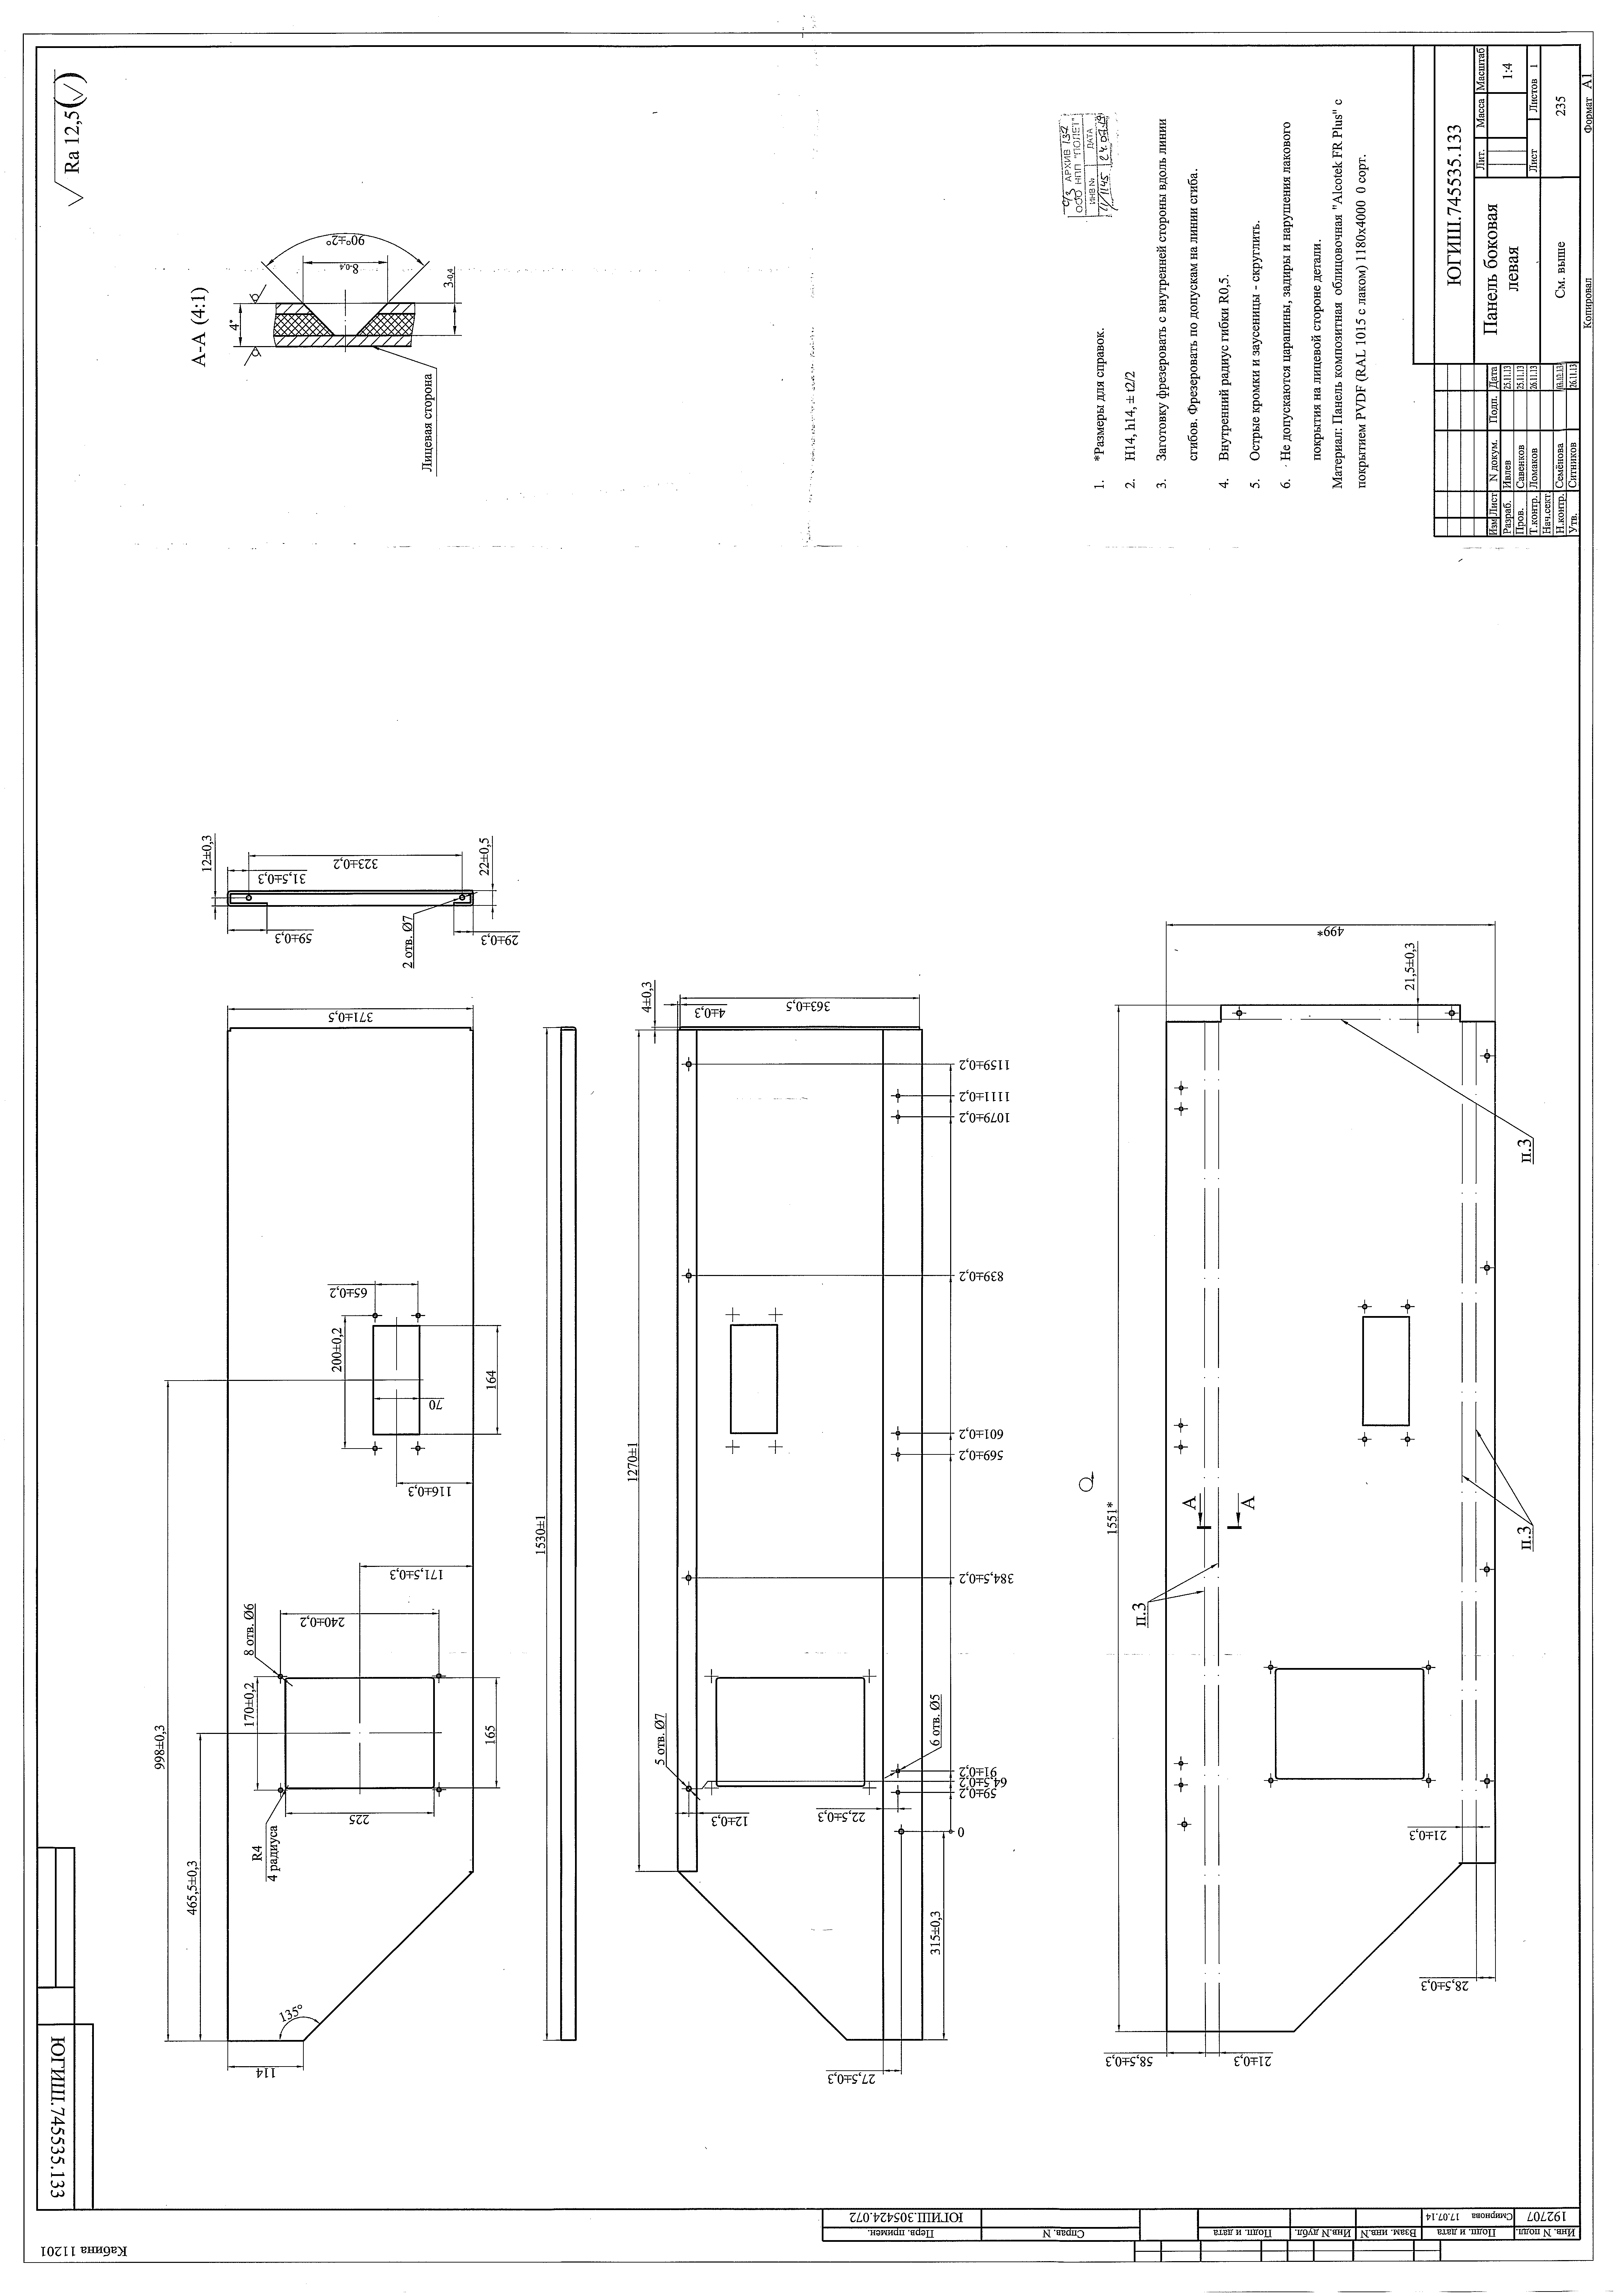 Кабина 11201
ЮГИШ.745535.133
Ra 12,5(√)
998±0,3
465,5±0,3
170±0,2
8 отв. Ø6
240±0,2
171,5±0,3
R4
4 радиуса
225
165
135°
114
200±0,2
65±0,2
70
164
116±0,3
371±0,5
12±0,3
31,5±0,3
323±0,2
22±0,5
59±0,3
2 отв. Ø7
29±0,3
A-A (4:1)
4*
90°±2°
8-0,4
3-0,4
Лицевая сторона
1530±1
1270±1
4±0,3
4±0,3
363±0,5
5 отв. Ø7
12±0,3
22,5±0,3
6 отв. Ø5
27,5±0,3
315±0,3
0
59±0,2
64,5±0,2
91±0,2
384,5±0,2
569±0,2
601±0,2
839±0,2
1079±0,2
1111±0,2
1159±0,2
1551*
499*
21,5±0,3
п.3
п.3
п.3
A
A
58,5±0,3
21±0,3
21±0,3
28,5±0,3
АРХИВ 132
ООО НПП "ПОЛЕТ"
ИНВ № ДАТА
1. *Размеры для справок.
2. H14, h14, ± t2/2
3. Заготовку фрезеровать с внутренней стороны вдоль линии
сгибов. Фрезеровать по допускам на линии сгиба.
4. Внутренний радиус гибки R0,5.
5. Острые кромки и заусеницы - скруглить.
6. Не допускаются царапины, задиры и нарушения лакового
покрытия на лицевой стороне детали.
Материал: Панель композитная облицовочная "Alcotek FR Plus" с
покрытием PVDF (RAL 1015 с лаком) 1180х4000 0 сорт.
ЮГИШ.745535.133
Панель боковая
левая
Лит. Масса Масштаб
1:4
Лист Листов 1
См. выше
235
Изм Лист N докум. Подп. Дата
Разраб. Ивлев 25.11.13
Пров. Савенков 25.11.13
Т.контр. Ломаков 26.11.13
Нач.сект.
Н.контр. Семёнова 03.12.13
Утв. Ситников 26.11.13
Копировал
Формат A1
Перв. примен.
ЮГИШ.305424.072
Справ. N
Подп. и дата
Инв.N дубл.
Взам. инв.N
Подп. и дата
Смирнова 17.07.14
Инв. N подл.
192707